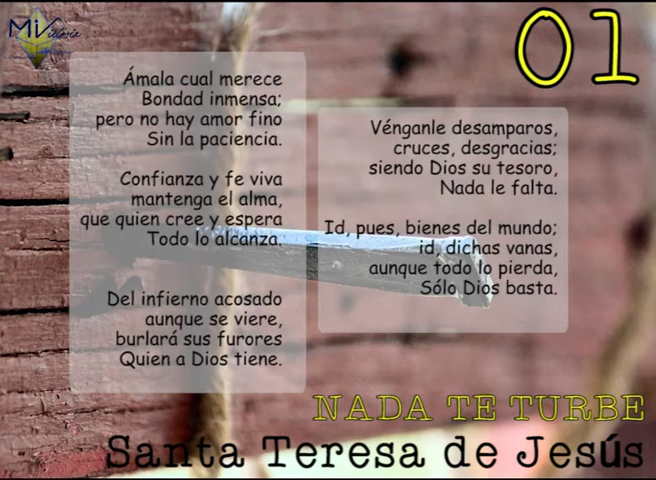 Mi Victoria
01
Ámala cual merece
Bondad inmensa;
pero no hay amor fino
Sin la paciencia.
Confianza y fe viva
mantenga el alma,
que quien cree y espera
Todo lo alcanza.
Del infierno acosado
aunque se viere,
burlará sus furores
Quien a Dios tiene.
Vénganle desamparos,
cruces, desgracias;
siendo Dios su tesoro,
Nada le falta.
Id, pues, bienes del mundo;
id, dichas vanas,
aunque todo lo pierda,
Sólo Dios basta.
NADA TE TURBE
Santa Teresa de Jesús